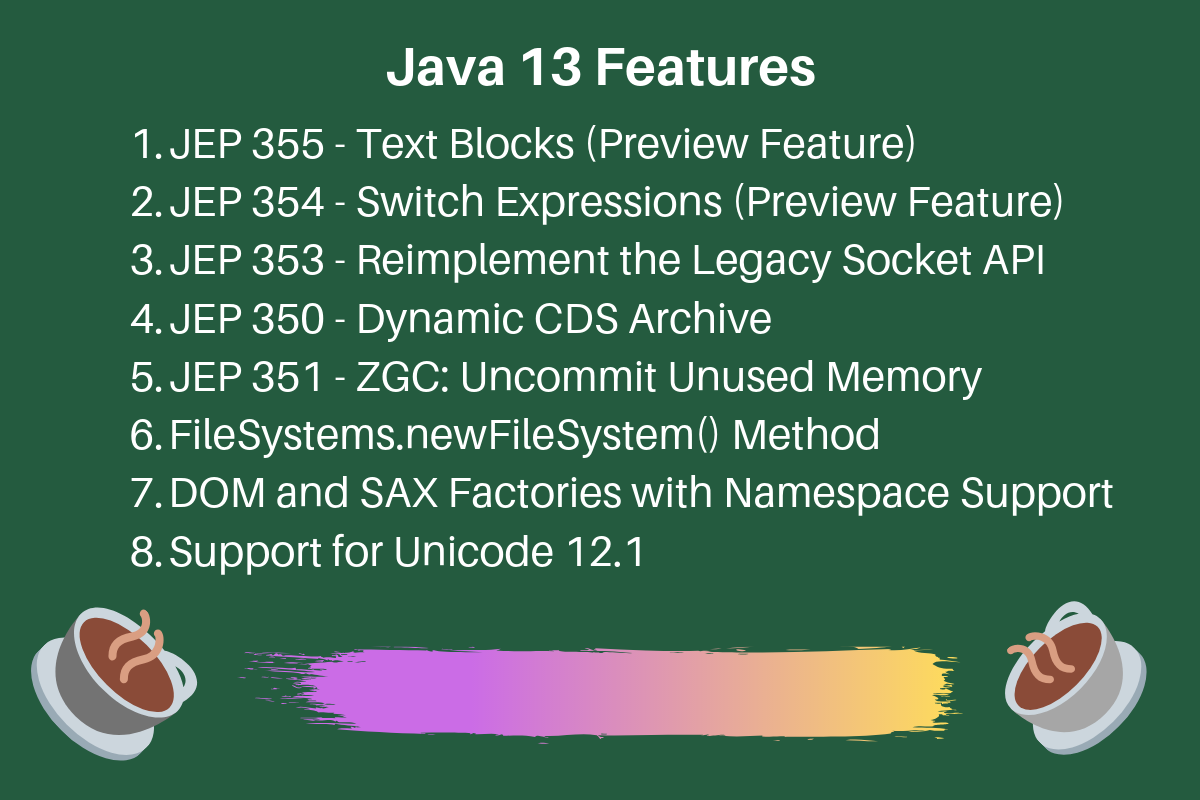 Java 13 Features
1. JEP 355 - Text Blocks (Preview Feature)
2. JEP 354 - Switch Expressions (Preview Feature)
3. JEP 353 - Reimplement the Legacy Socket API
4. JEP 350 - Dynamic CDS Archive
5. JEP 351 - ZGC: Uncommit Unused Memory
6. FileSystems.newFileSystem() Method
7. DOM and SAX Factories with Namespace Support
8. Support for Unicode 12.1